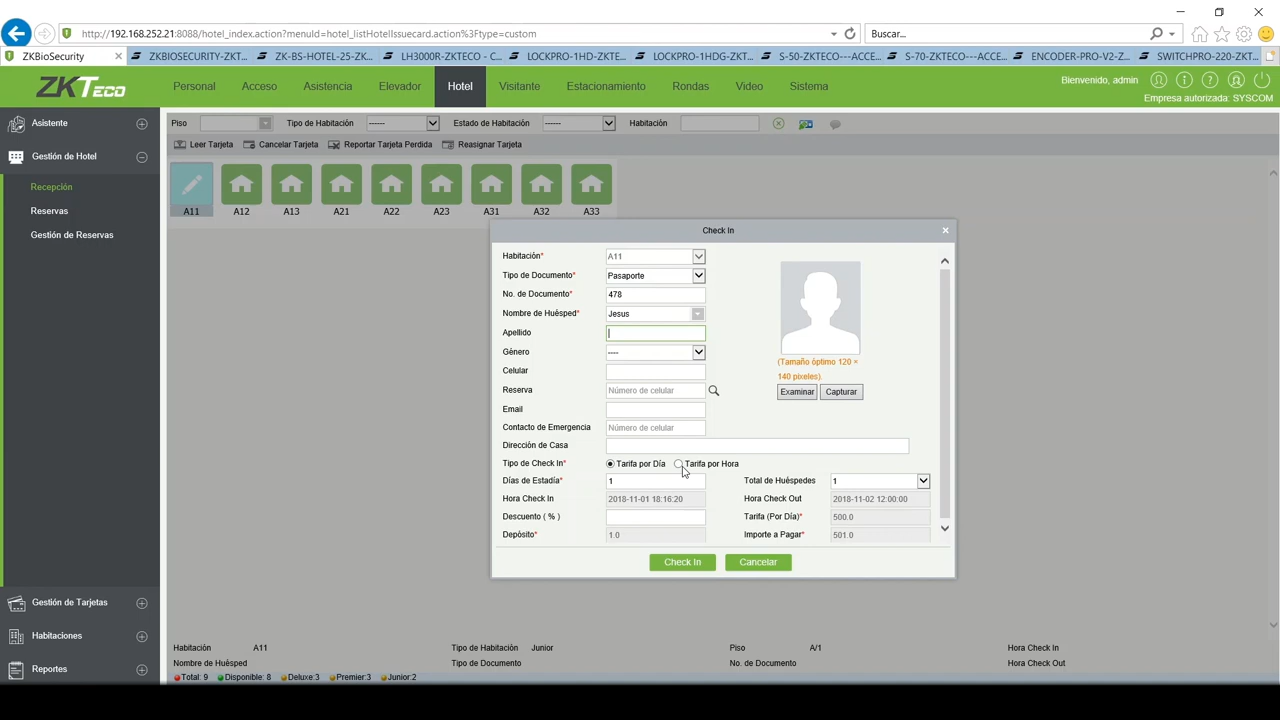 http://192.168.252.21:8088/hotel_index.action?menuId=hotel_listHotelIssuecard.action%3Ftype=custom
Buscar...
ZKBioSecurity
ZKBIOSECURITY-ZKT...
ZK-BS-HOTEL-25-ZK...
LH3000R-ZKTECO - C...
LOCKPRO-1HD-ZKTE...
LOCKPRO-1HDG-ZKT...
S-50-ZKTECO---ACCE...
S-70-ZKTECO---ACCE...
ENCODER-PRO-V2-Z...
SWITCHPRO-220-ZKT...
ZKTeco
Personal
Acceso
Asistencia
Elevador
Hotel
Visitante
Estacionamiento
Rondas
Video
Sistema
Bienvenido, admin
Empresa autorizada: SYSCOM
Asistente
Gestión de Hotel
Recepción
Reservas
Gestión de Reservas
Gestión de Tarjetas
Habitaciones
Reportes
Piso
Tipo de Habitación ------
Estado de Habitación ------
Habitación
Leer Tarjeta
Cancelar Tarjeta
Reportar Tarjeta Perdida
Reasignar Tarjeta
A11 A12 A13 A21 A22 A23 A31 A32 A33
Check In
Habitación* A11
Tipo de Documento* Pasaporte
No. de Documento* 478
Nombre de Huésped* Jesus
Apellido
Género ----
Celular
Reserva Número de celular
Email
Contacto de Emergencia Número de celular
Dirección de Casa
(Tamaño óptimo 120 ×
140 pixeles).
Examinar Capturar
Tipo de Check In* Tarifa por Día Tarifa por Hora
Días de Estadía* 1 Total de Huéspedes 1
Hora Check In 2018-11-01 18:16:20 Hora Check Out 2018-11-02 12:00:00
Descuento ( % ) Tarifa (Por Día)* 500.0
Depósito* 1.0 Importe a Pagar* 501.0
Check In Cancelar
Habitación A11 Tipo de Habitación Junior Piso A/1 Hora Check In
Nombre de Huésped Tipo de Documento No. de Documento Hora Check Out
Total: 9 Disponible: 8 Deluxe:3 Premier:3 Junior:2